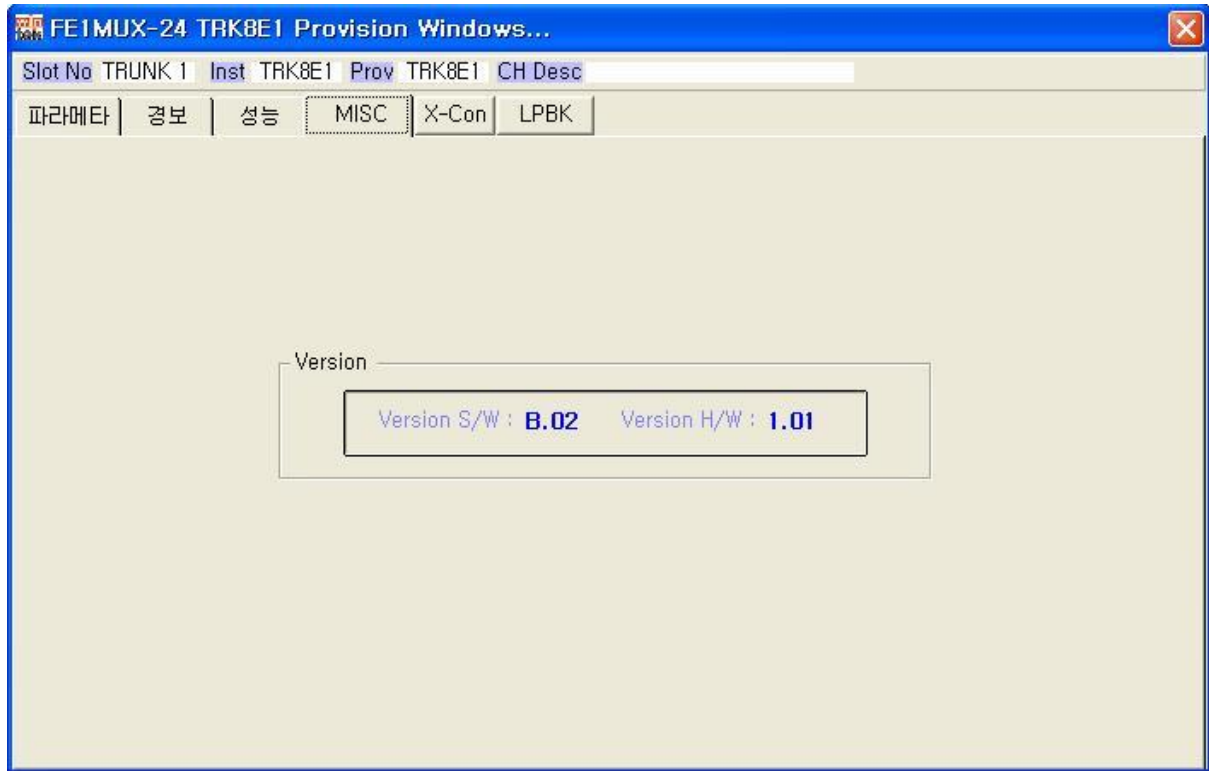 FE1MUX-24 TRK8E1 Provision Windows...
Slot No TRUNK 1 Inst TRK8E1 Prov TRK8E1 CH Desc
파라메타 경보 성능 MISC X-Con LPBK
Version
Version S/W : B.02 Version H/W : 1.01